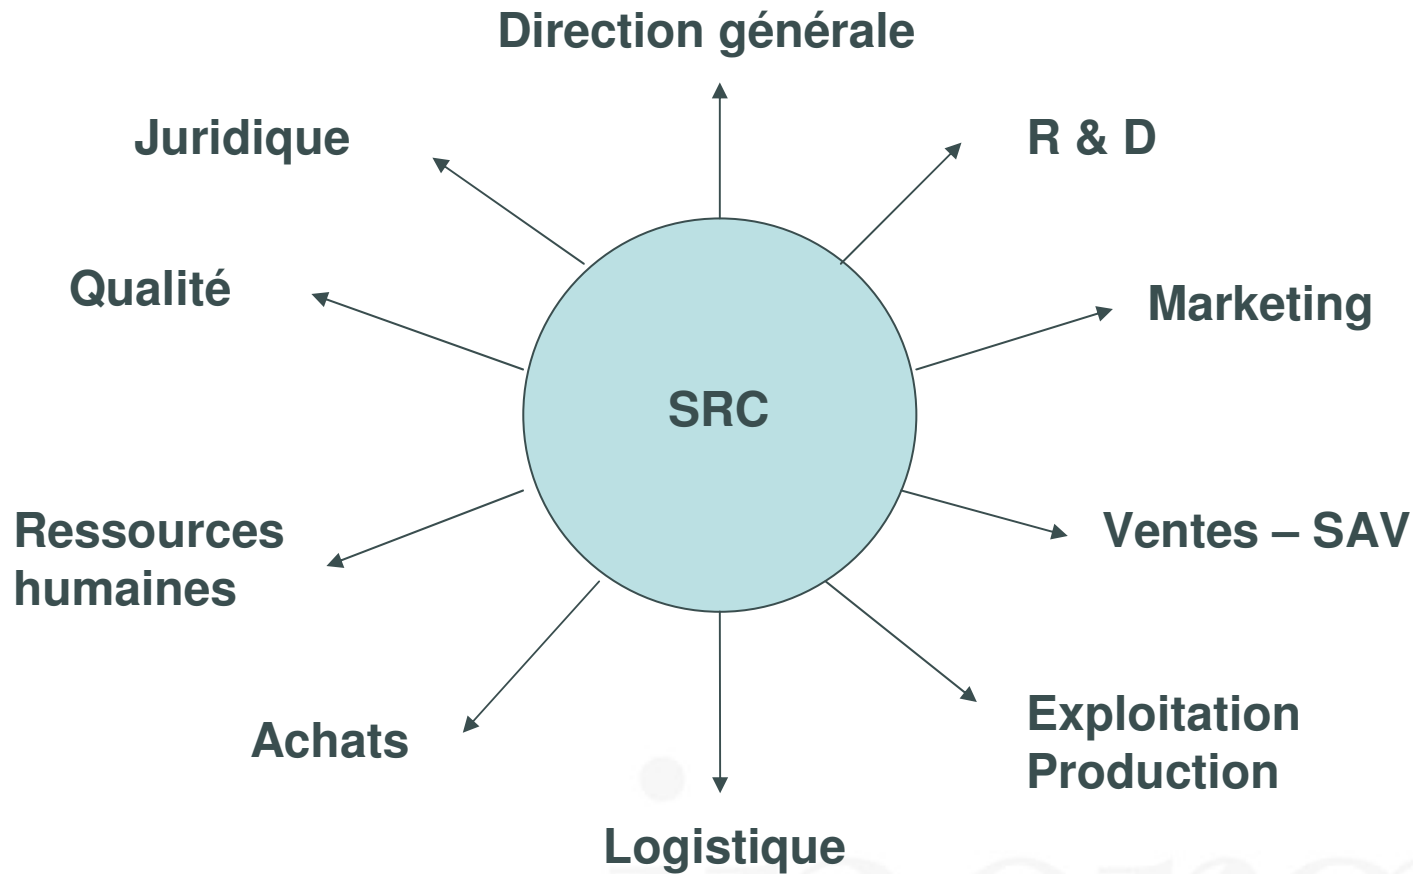 Direction générale
Juridique
R & D
Qualité
Marketing
SRC
Ressources
humaines
Ventes – SAV
Achats
Exploitation
Production
Logistique